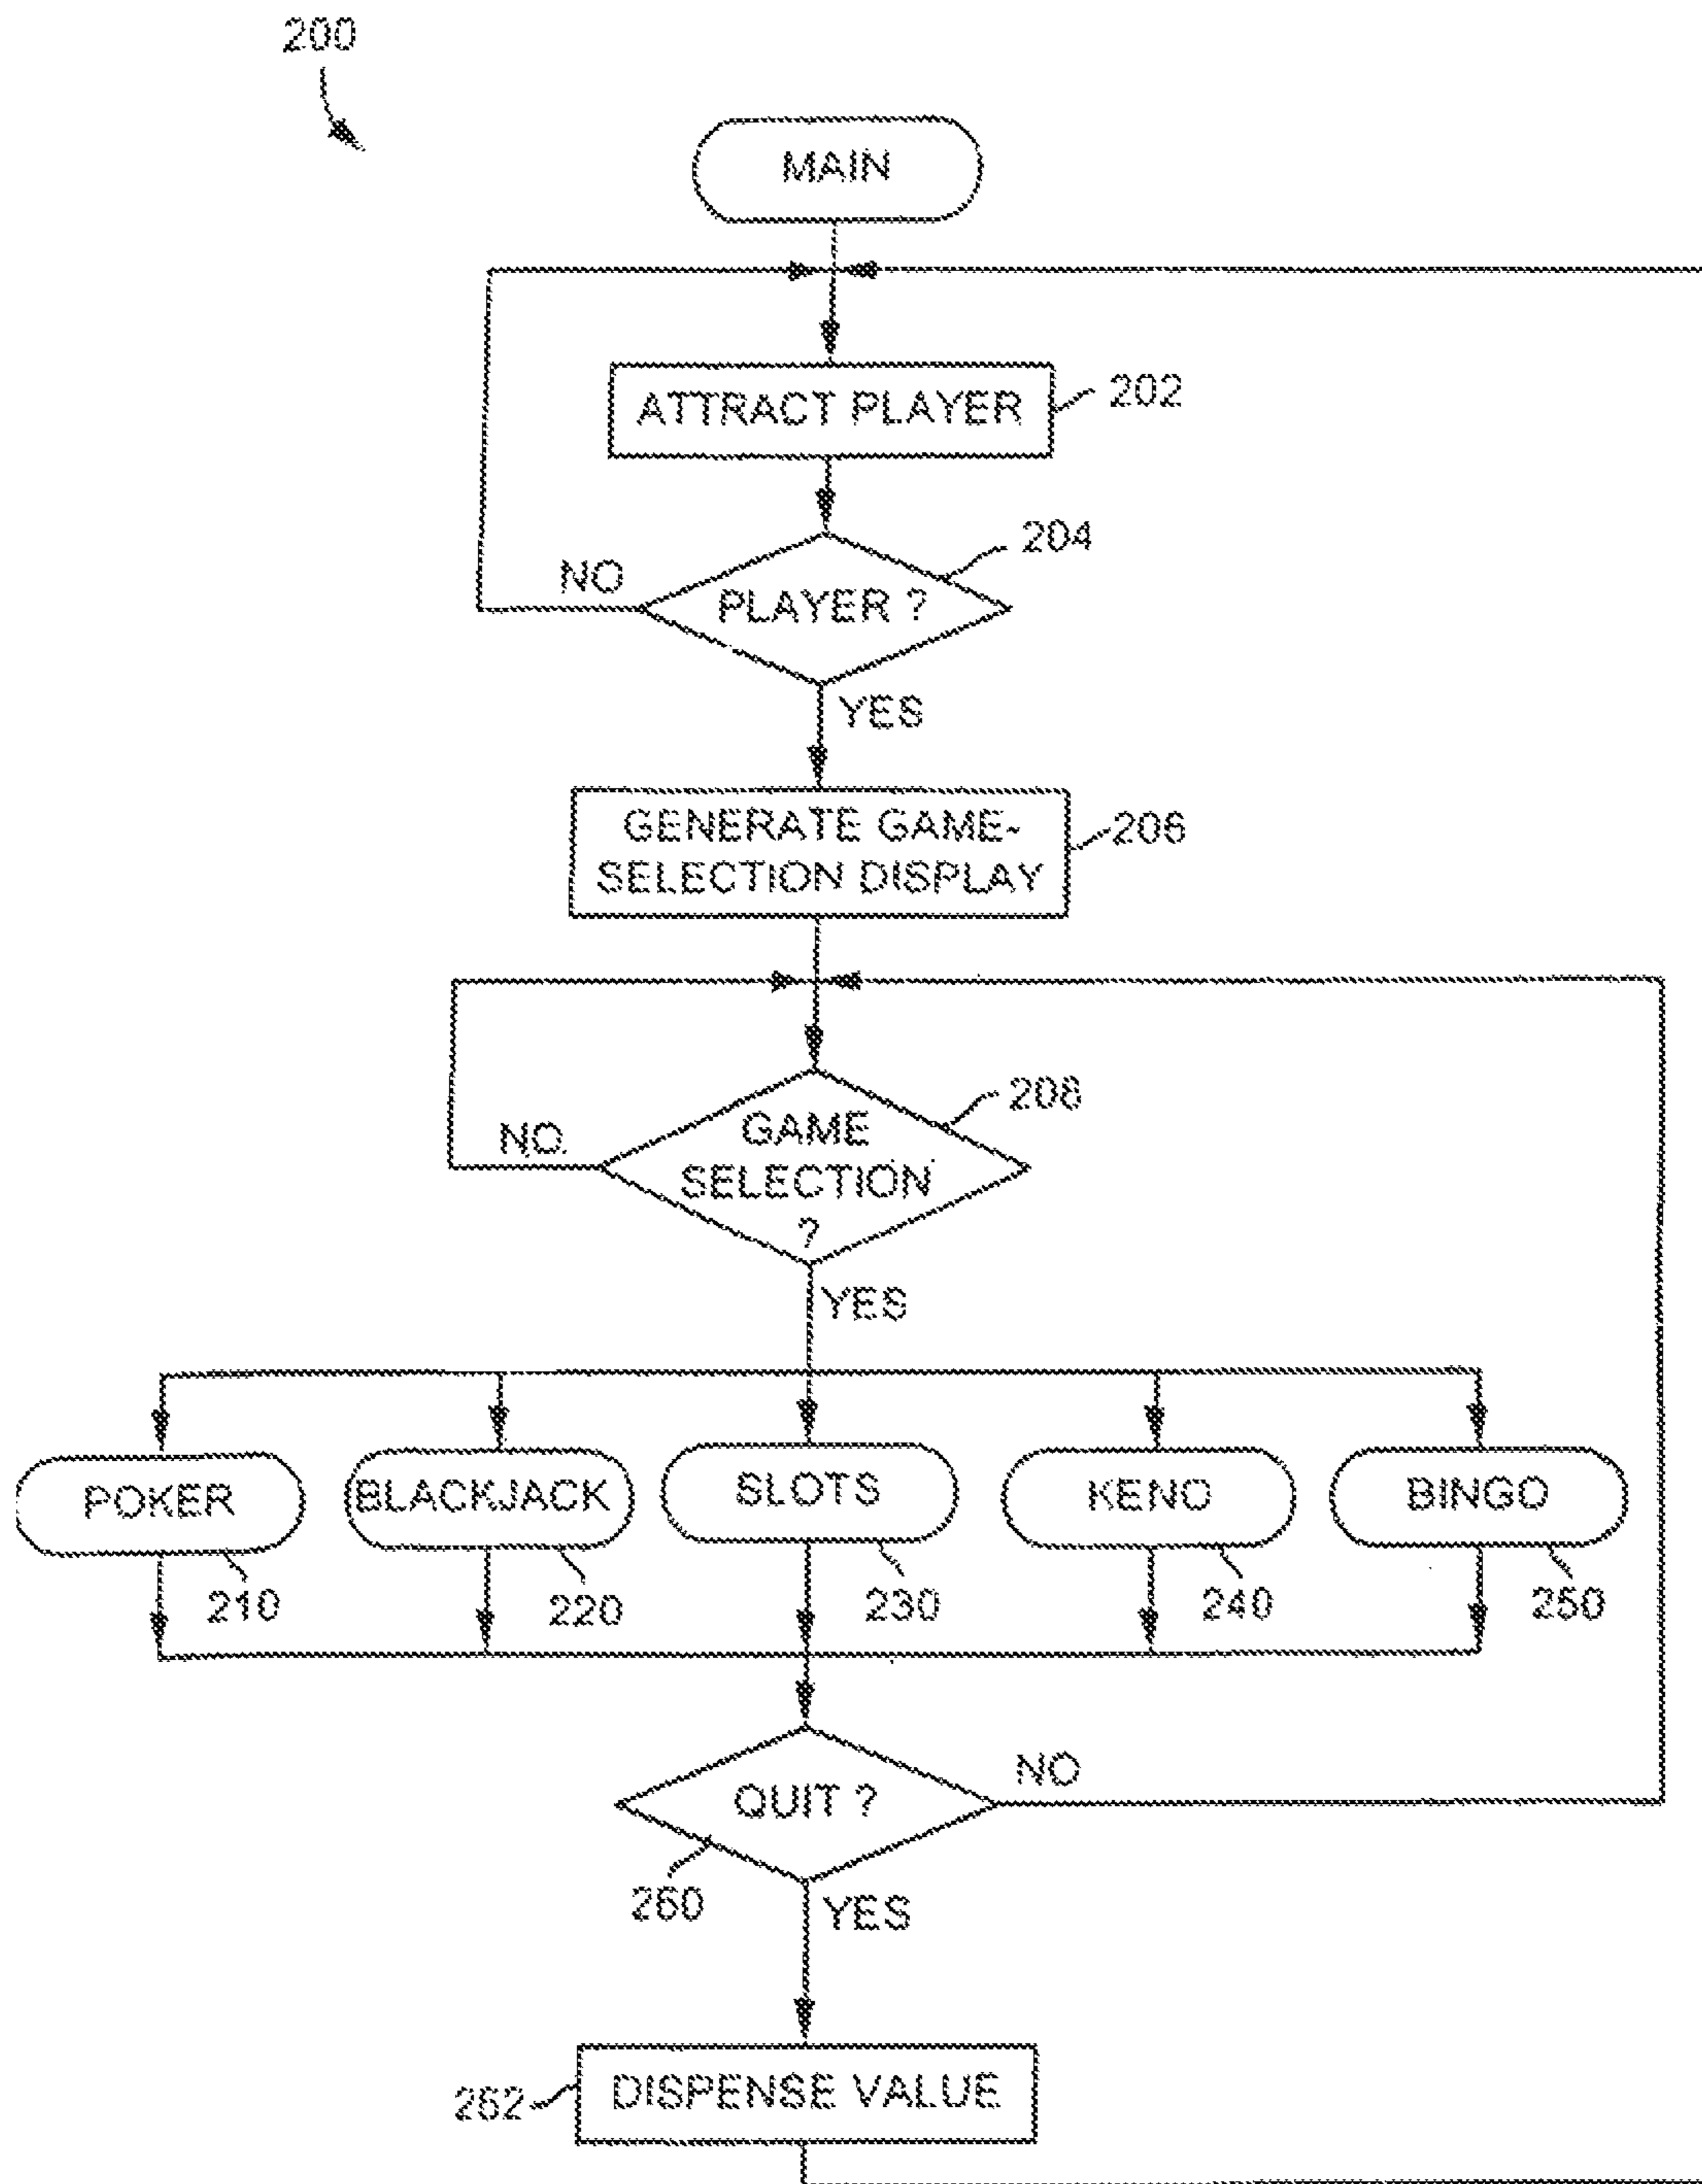 200
MAIN
ATTRACT PLAYER
202
204
NO
PLAYER ?
YES
GENERATE GAME-
SELECTION DISPLAY
206
208
NO
GAME
SELECTION
?
YES
POKER
BLACKJACK
SLOTS
KENO
BINGO
210
220
230
240
250
QUIT ?
NO
260
YES
262
DISPENSE VALUE